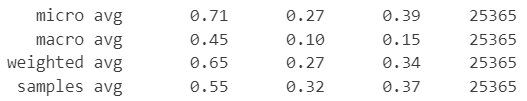 micro avg 0.71 0.27 0.39 25365
macro avg 0.45 0.10 0.15 25365
weighted avg 0.65 0.27 0.34 25365
samples avg 0.55 0.32 0.37 25365